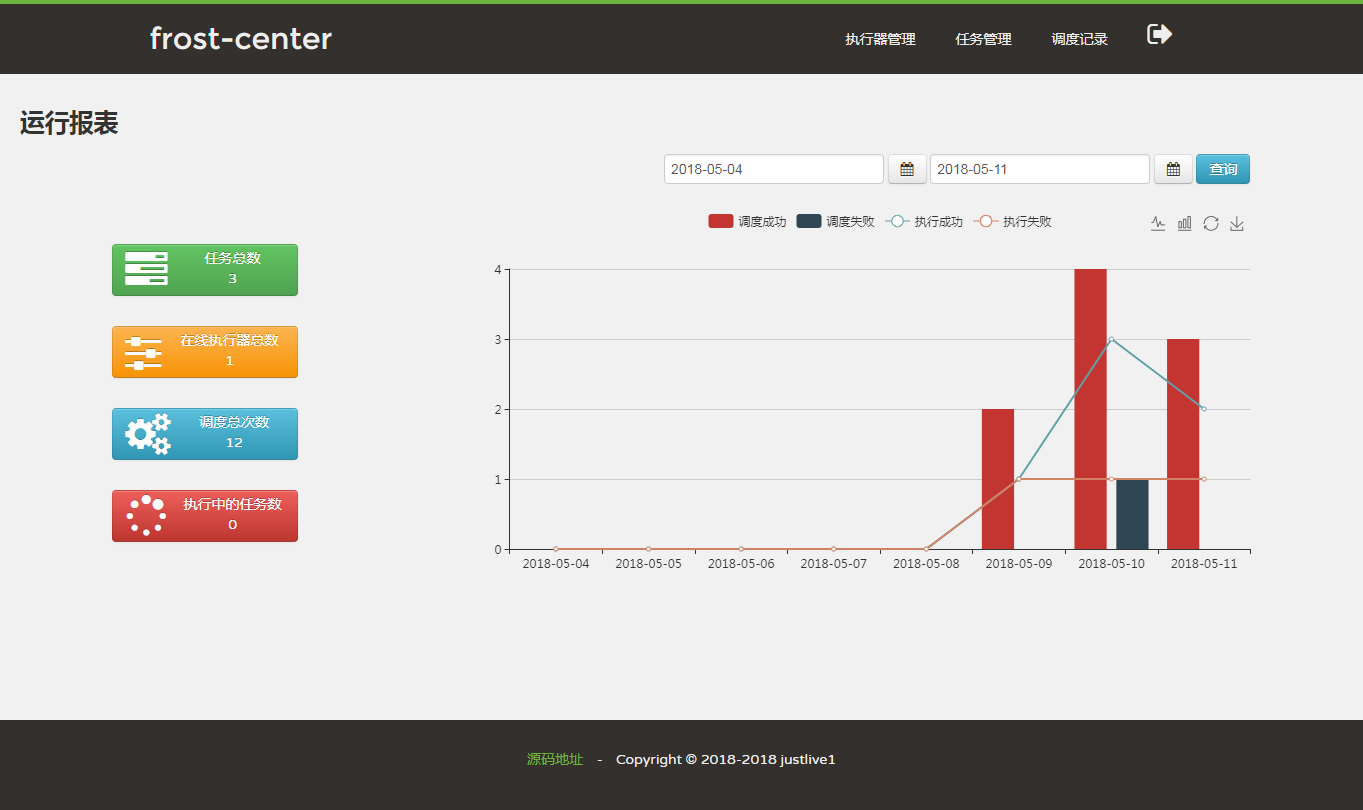 frost-center
执行器管理 任务管理 调度记录
运行报表
2018-05-04 2018-05-11 查询
调度成功 调度失败 执行成功 执行失败
任务总数
3
在线执行器总数
1
调度总次数
12
执行中的任务数
0
4
3
2
1
0
2018-05-04 2018-05-05 2018-05-06 2018-05-07 2018-05-08 2018-05-09 2018-05-10 2018-05-11
源码地址 - Copyright © 2018-2018 justlive1